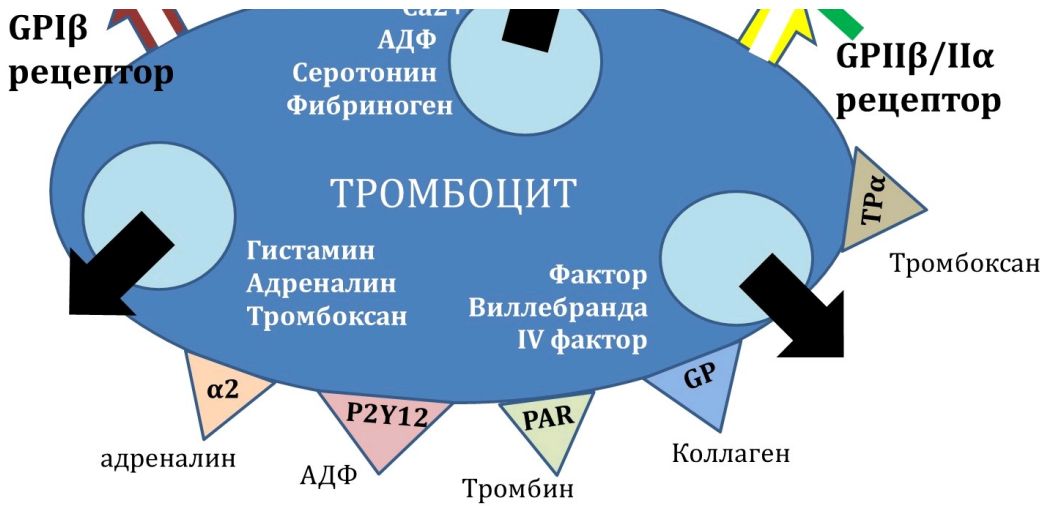 GPIβ
рецептор
Ca2+
АДФ
Серотонин
Фибриноген
GPIIβ/IIα
рецептор
ТРОМБОЦИТ
TPα
Тромбоксан
Гистамин
Адреналин
Тромбоксан
Фактор
Виллебранда
IV фактор
α2
адреналин
P2Y12
АДФ
PAR
Тромбин
GP
Коллаген